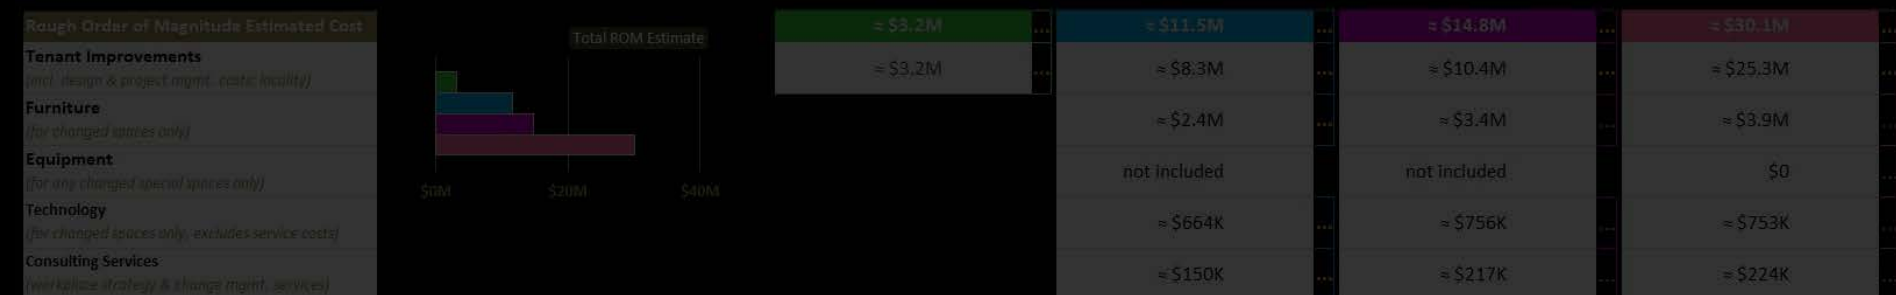 Rough Order of Magnitude Estimated Cost
≈ $3.2M ...
≈ $11.5M ...
≈ $14.8M ...
≈ $30.1M ...
Total ROM Estimate
$0M $20M $40M
Tenant Improvements
(incl. design & project mgmt. costs; locality)
≈ $3.2M ...
≈ $8.3M ...
≈ $10.4M ...
≈ $25.3M ...
Furniture
(for changed spaces only)
≈ $2.4M ...
≈ $3.4M ...
≈ $3.9M ...
Equipment
(for any changed special spaces only)
not included
not included
$0
Technology
(for changed spaces only, excludes service costs)
≈ $664K ...
≈ $756K ...
≈ $753K ...
Consulting Services
(workplace strategy & change mgmt. services)
≈ $150K ...
≈ $217K ...
≈ $224K ...